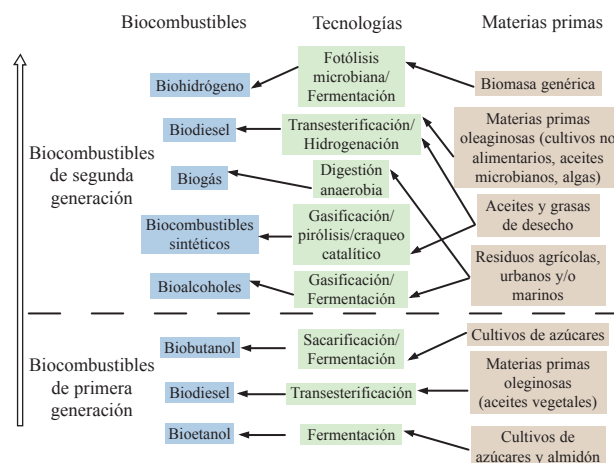 Biocombustibles
Tecnologías
Materias primas
Fotólisis
microbiana/
Fermentación
Biohidrógeno
Biomasa genérica
Materias primas
oleaginosas (cultivos no
alimentarios, aceites
microbianos, algas)
Biodiesel
Transesterificación/
Hidrogenación
Biocombustibles
de segunda
generación
Biogás
Digestión
anaerobia
Aceites y grasas
de desecho
Biocombustibles
sintéticos
Gasificación/
pirólisis/craqueo
catalítico
Residuos agrícolas,
urbanos y/o
marinos
Bioalcoholes
Gasificación/
Fermentación
Biocombustibles
de primera
generación
Biobutanol
Sacarificación/
Fermentación
Cultivos de azúcares
Biodiesel
Transesterificación
Materias primas
oleginosas
(aceites vegetales)
Bioetanol
Fermentación
Cultivos de
azúcares y almidón